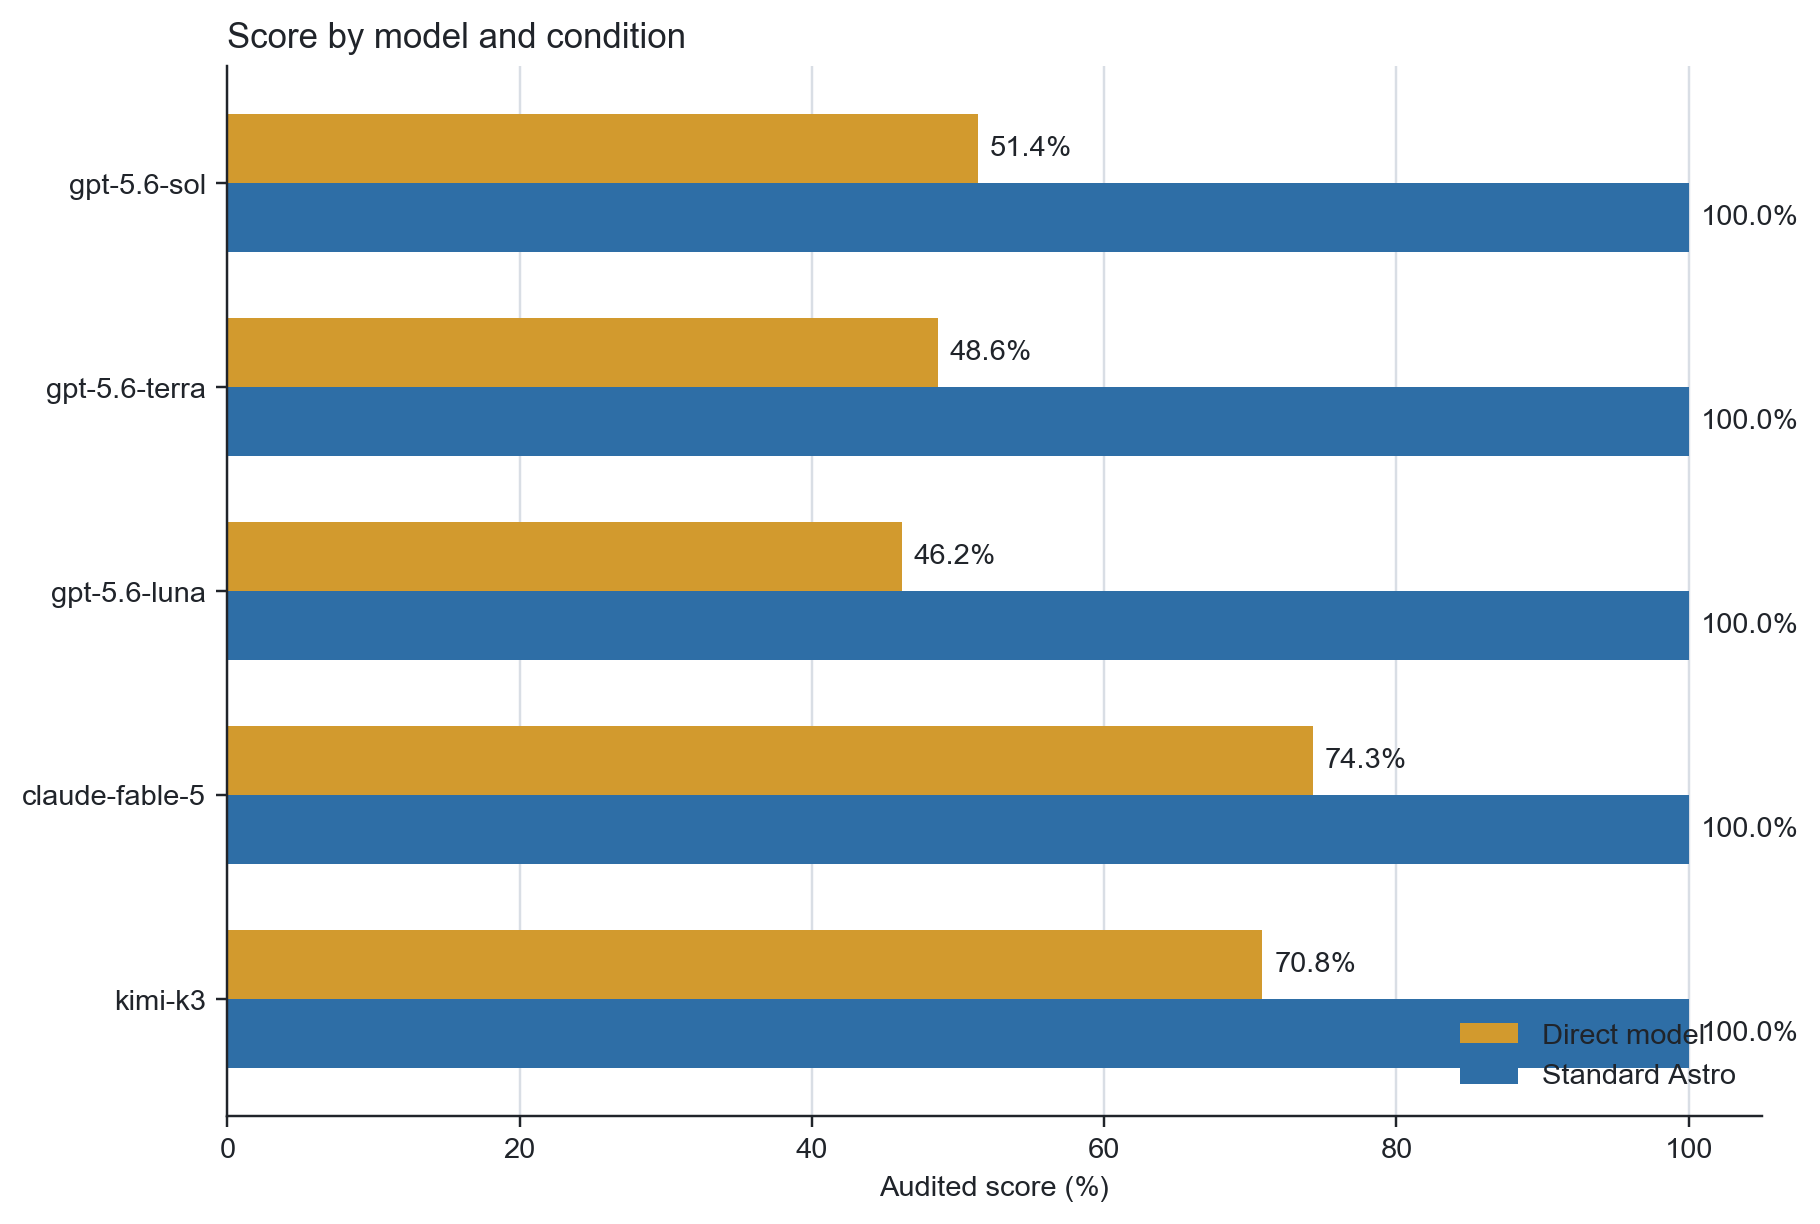 Score by model and condition
gpt-5.6-sol
51.4%
100.0%
gpt-5.6-terra
48.6%
100.0%
gpt-5.6-luna
46.2%
100.0%
claude-fable-5
74.3%
100.0%
kimi-k3
70.8%
100.0%
Direct model
Standard Astro
0 20 40 60 80 100
Audited score (%)